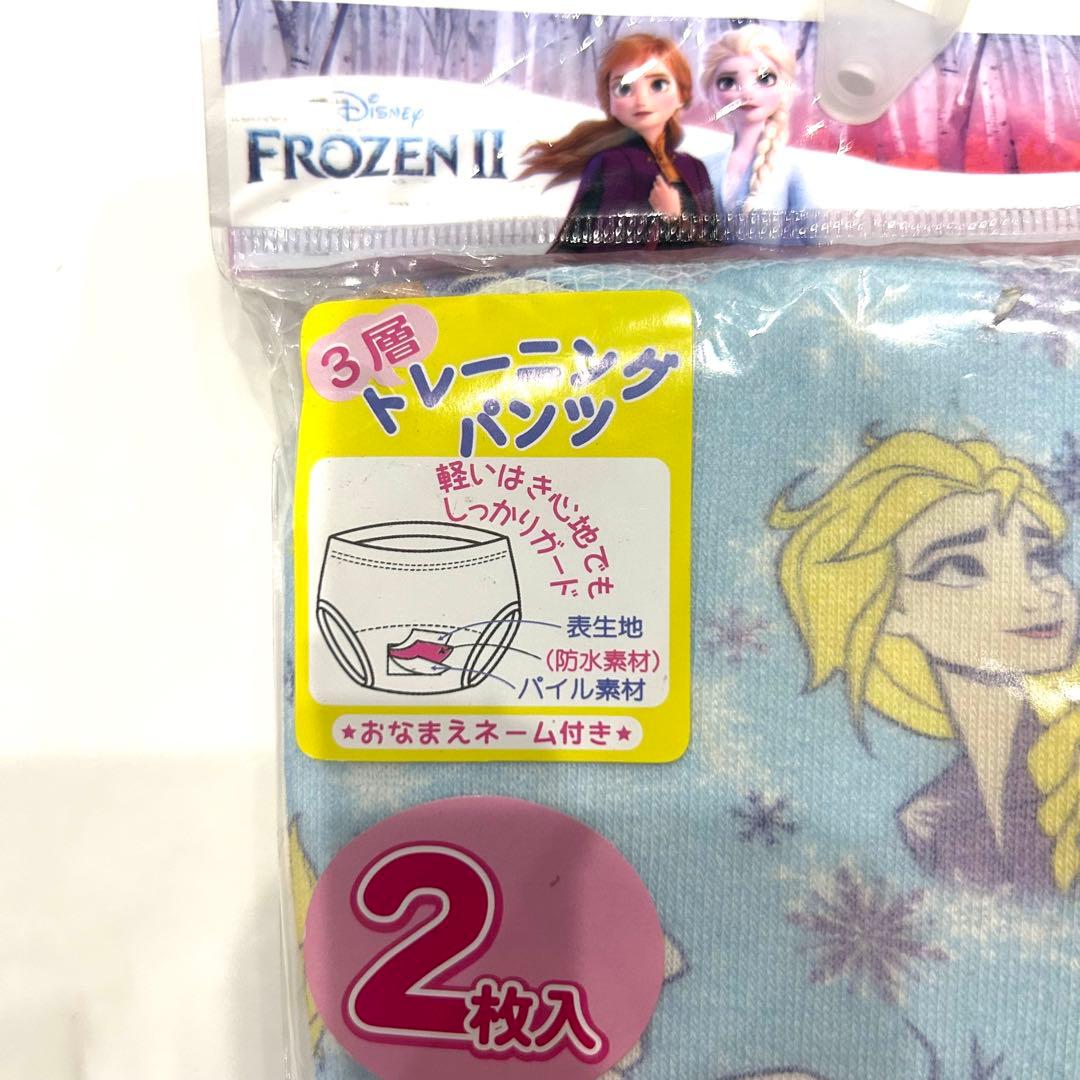 Disney
FROZEN II
3層
トレーニング
パンツ
軽いはき心地でも
しっかりガード
表生地
(防水素材)
パイル素材
★おなまえネーム付き★
2枚入